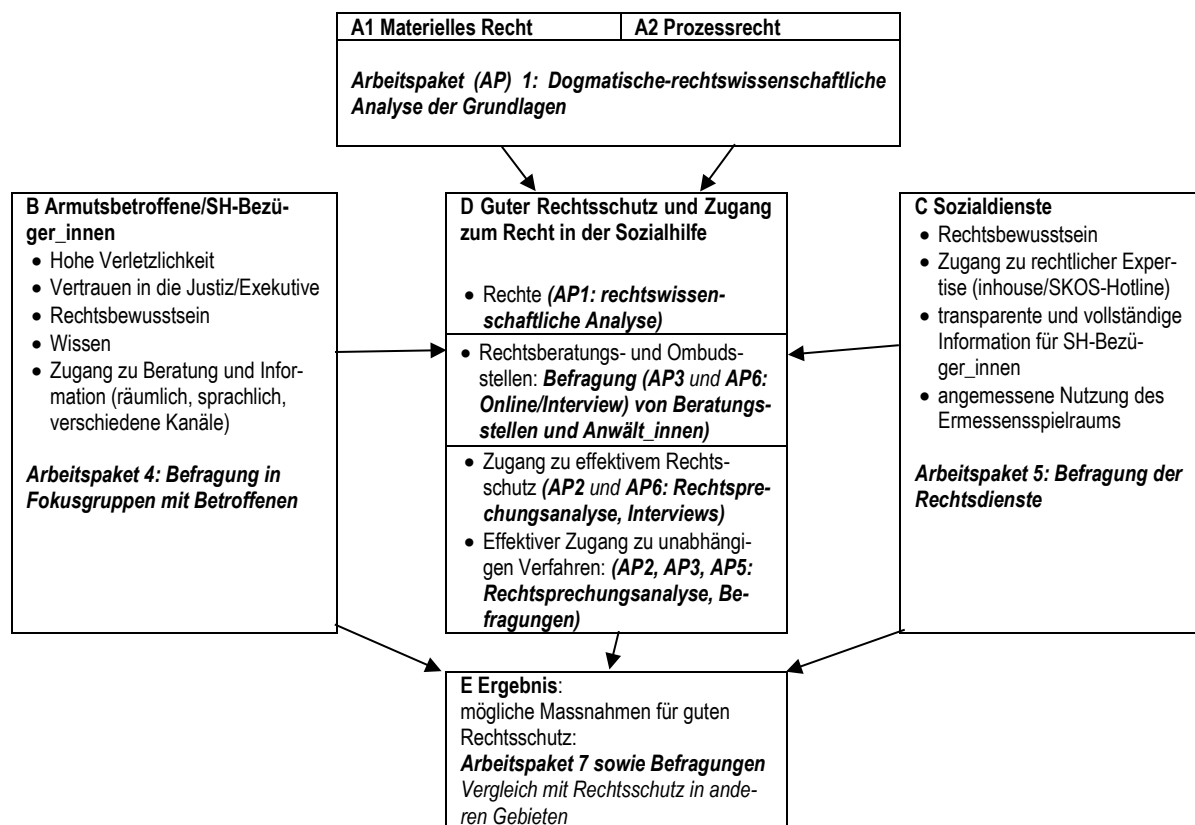 A1 Materielles Recht
A2 Prozessrecht
Arbeitspaket (AP) 1: Dogmatische-rechtswissenschaftliche
Analyse der Grundlagen
B Armutsbetroffene/SH-Bezü-
ger_innen
• Hohe Verletzlichkeit
• Vertrauen in die Justiz/Exekutive
• Rechtsbewusstsein
• Wissen
• Zugang zu Beratung und Infor-
mation (räumlich, sprachlich,
verschiedene Kanäle)
Arbeitspaket 4: Befragung in
Fokusgruppen mit Betroffenen
D Guter Rechtsschutz und Zugang
zum Recht in der Sozialhilfe
• Rechte (AP1: rechtswissen-
schaftliche Analyse)
• Rechtsberatungs- und Ombuds-
stellen: Befragung (AP3 und AP6:
Online/Interview) von Beratungs-
stellen und Anwält_innen)
• Zugang zu effektivem Rechts-
schutz (AP2 und AP6: Rechtspre-
chungsanalyse, Interviews)
• Effektiver Zugang zu unabhängi-
gen Verfahren: (AP2, AP3, AP5:
Rechtsprechungsanalyse, Be-
fragungen)
C Sozialdienste
• Rechtsbewusstsein
• Zugang zu rechtlicher Exper-
tise (inhouse/SKOS-Hotline)
• transparente und vollständige
Information für SH-Bezü-
ger_innen
• angemessene Nutzung des
Ermessensspielraums
Arbeitspaket 5: Befragung der
Rechtsdienste
E Ergebnis:
mögliche Massnahmen für guten
Rechtsschutz:
Arbeitspaket 7 sowie Befragungen
Vergleich mit Rechtsschutz in ande-
ren Gebieten